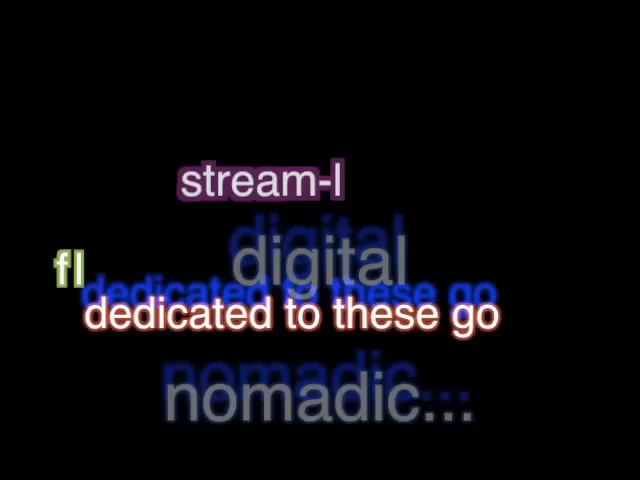 stream-l
digital
fl
dedicated to these go
nomadic...